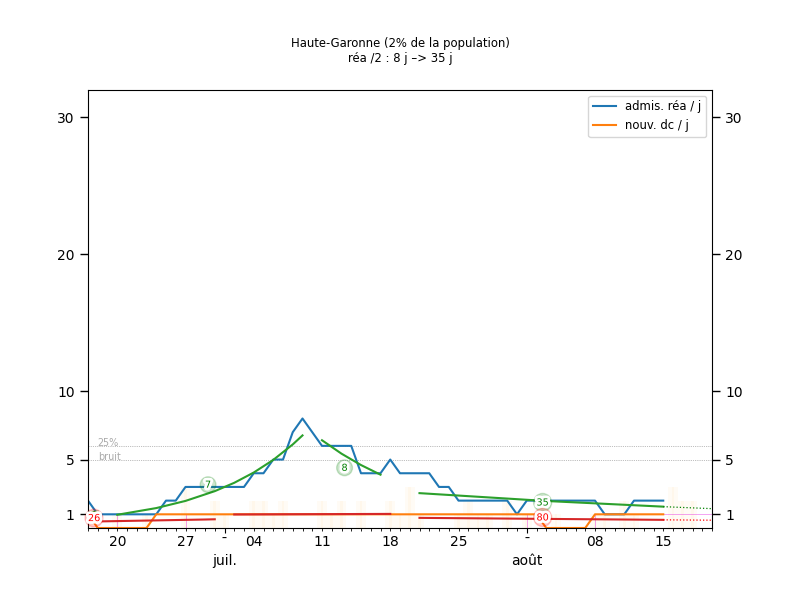 Haute-Garonne (2% de la population)
réa /2 : 8 j –> 35 j
admis. réa / j
nouv. dc / j
30 30
20 20
10 10
25%
bruit
5 5
8
7
35
26 80
1 1
20 27 - 04 11 18 25 - 08 15
juil. août